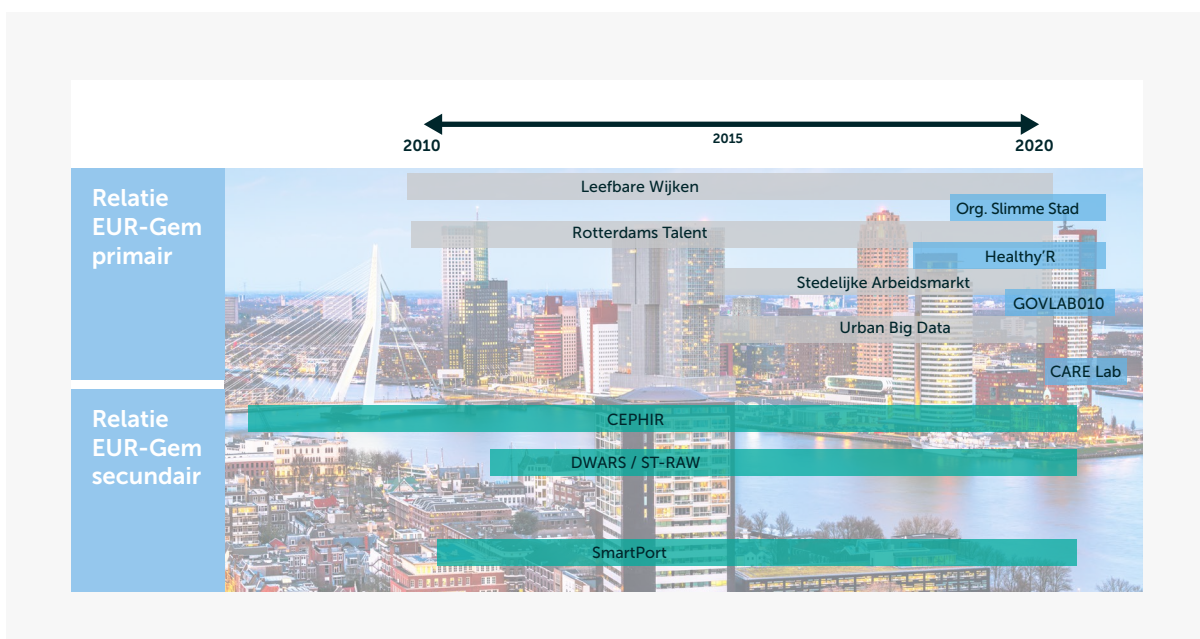 2010
2015
2020
Relatie
EUR-Gem
primair
Leefbare Wijken
Org. Slimme Stad
Rotterdams Talent
Healthy'R
Stedelijke Arbeidsmarkt
GOVLAB010
Urban Big Data
CARE Lab
Relatie
EUR-Gem
secundair
CEPHIR
DWARS / ST-RAW
SmartPort